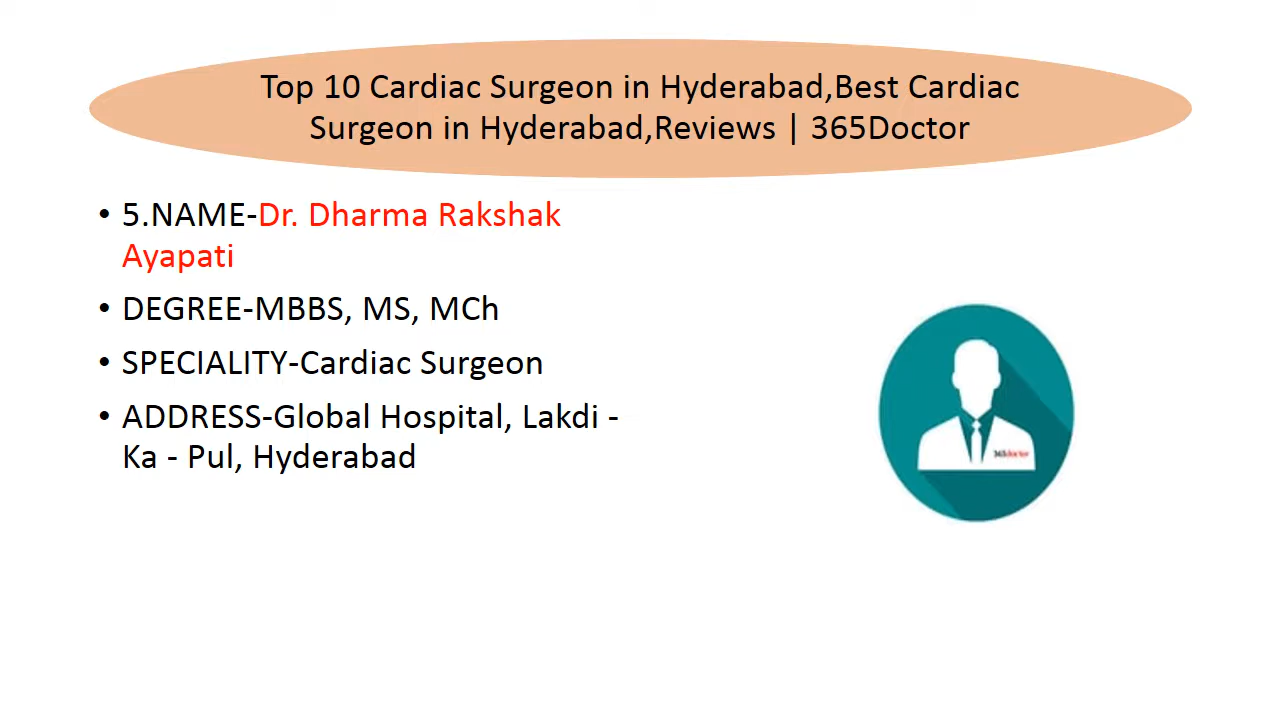 Top 10 Cardiac Surgeon in Hyderabad,Best Cardiac
Surgeon in Hyderabad,Reviews | 365Doctor
• 5.NAME-Dr. Dharma Rakshak
Ayapati
• DEGREE-MBBS, MS, MCh
• SPECIALITY-Cardiac Surgeon
• ADDRESS-Global Hospital, Lakdi -
Ka - Pul, Hyderabad
365doctor